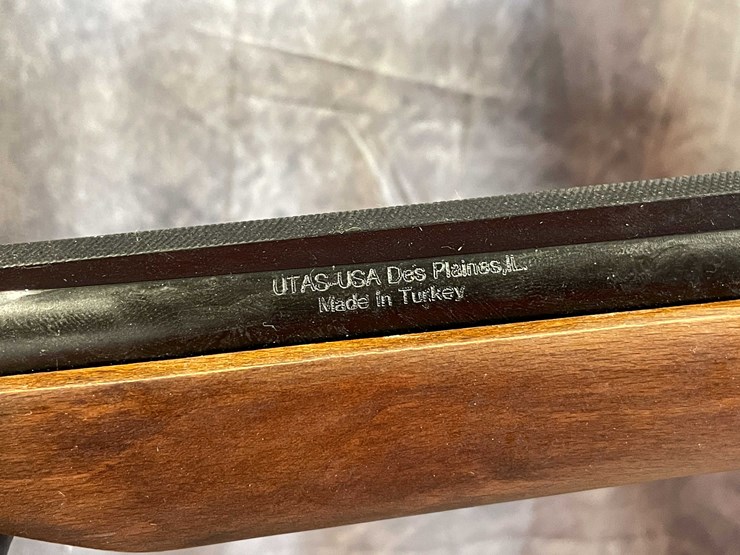 UTAS-USA Des Plaines,IL.
Made in Turkey